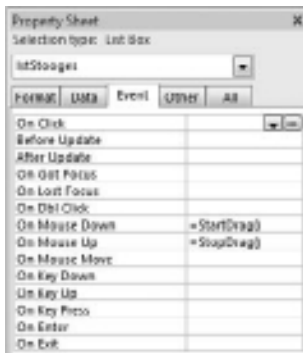 Property Sheet
Selection type: List Box
lstStooges
Format Data Event Other All
On Click
Before Update
After Update
On Got Focus
On Lost Focus
On Dbl Click
On Mouse Down =StartDrag()
On Mouse Up =StopDrag()
On Mouse Move
On Key Down
On Key Up
On Key Press
On Enter
On Exit